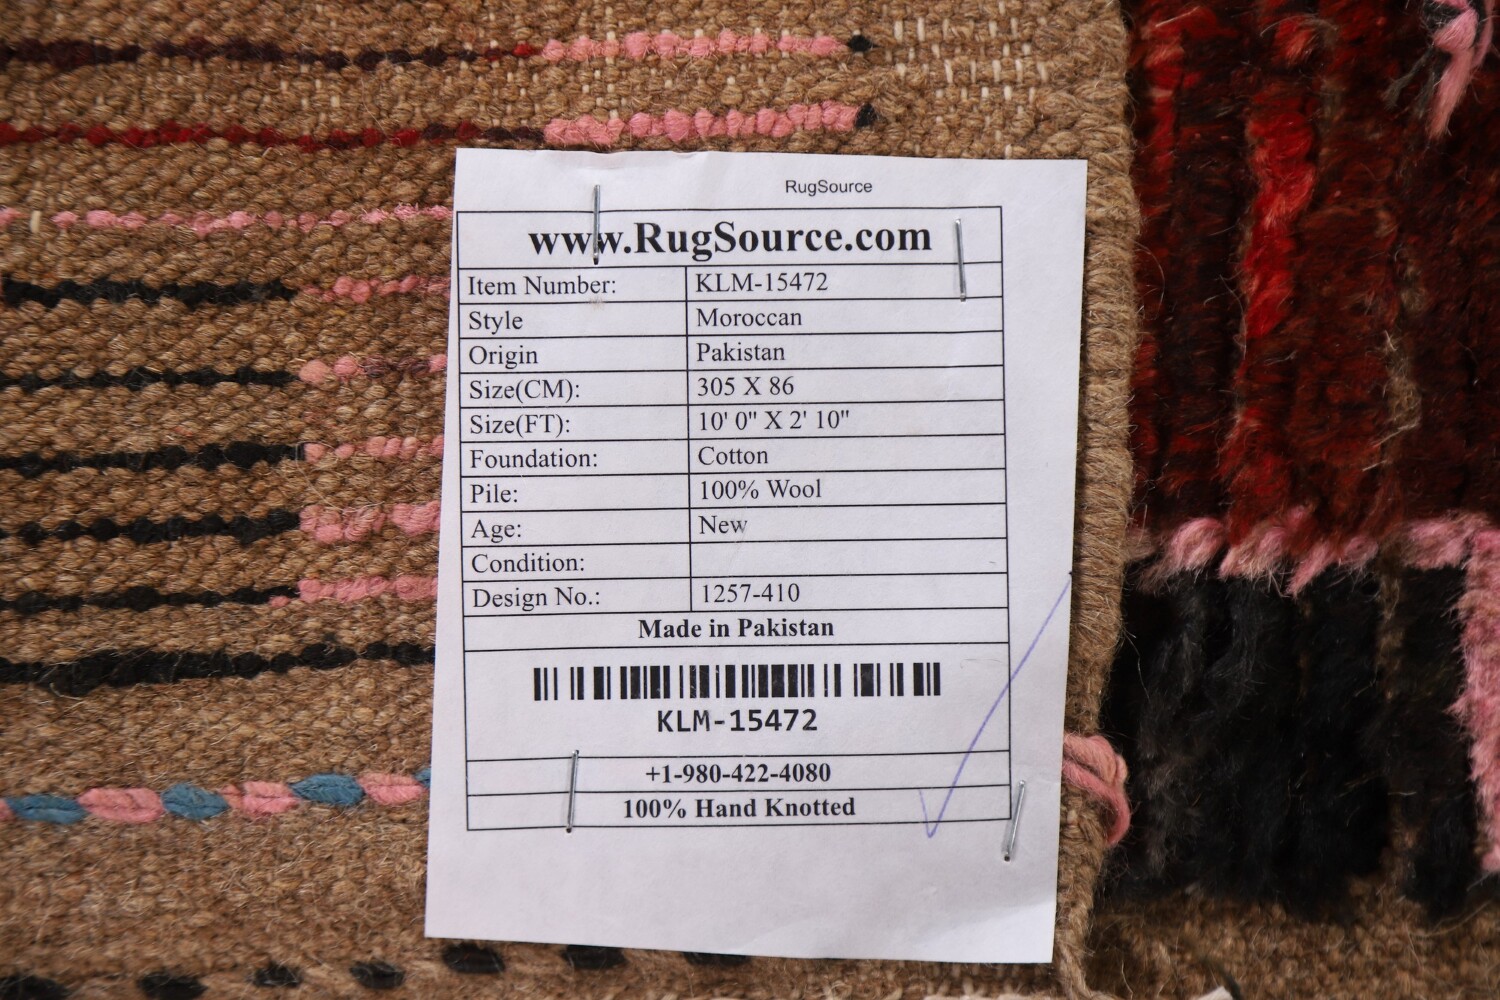 RugSource
www.RugSource.com
Item Number: KLM-15472
Style Moroccan
Origin Pakistan
Size(CM): 305 X 86
Size(FT): 10' 0" X 2' 10"
Foundation: Cotton
Pile: 100% Wool
Age: New
Condition:
Design No.: 1257-410
Made in Pakistan
KLM-15472
+1-980-422-4080
100% Hand Knotted